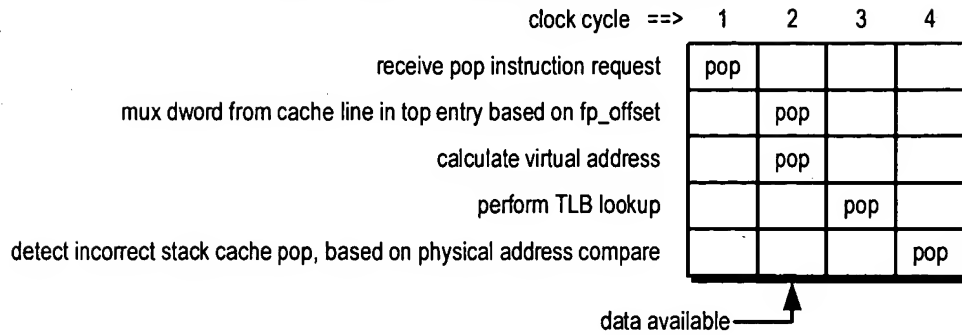 clock cycle ==> 1 2 3 4
receive pop instruction request pop
mux dword from cache line in top entry based on fp_offset pop
calculate virtual address pop
perform TLB lookup pop
detect incorrect stack cache pop, based on physical address compare pop
data available